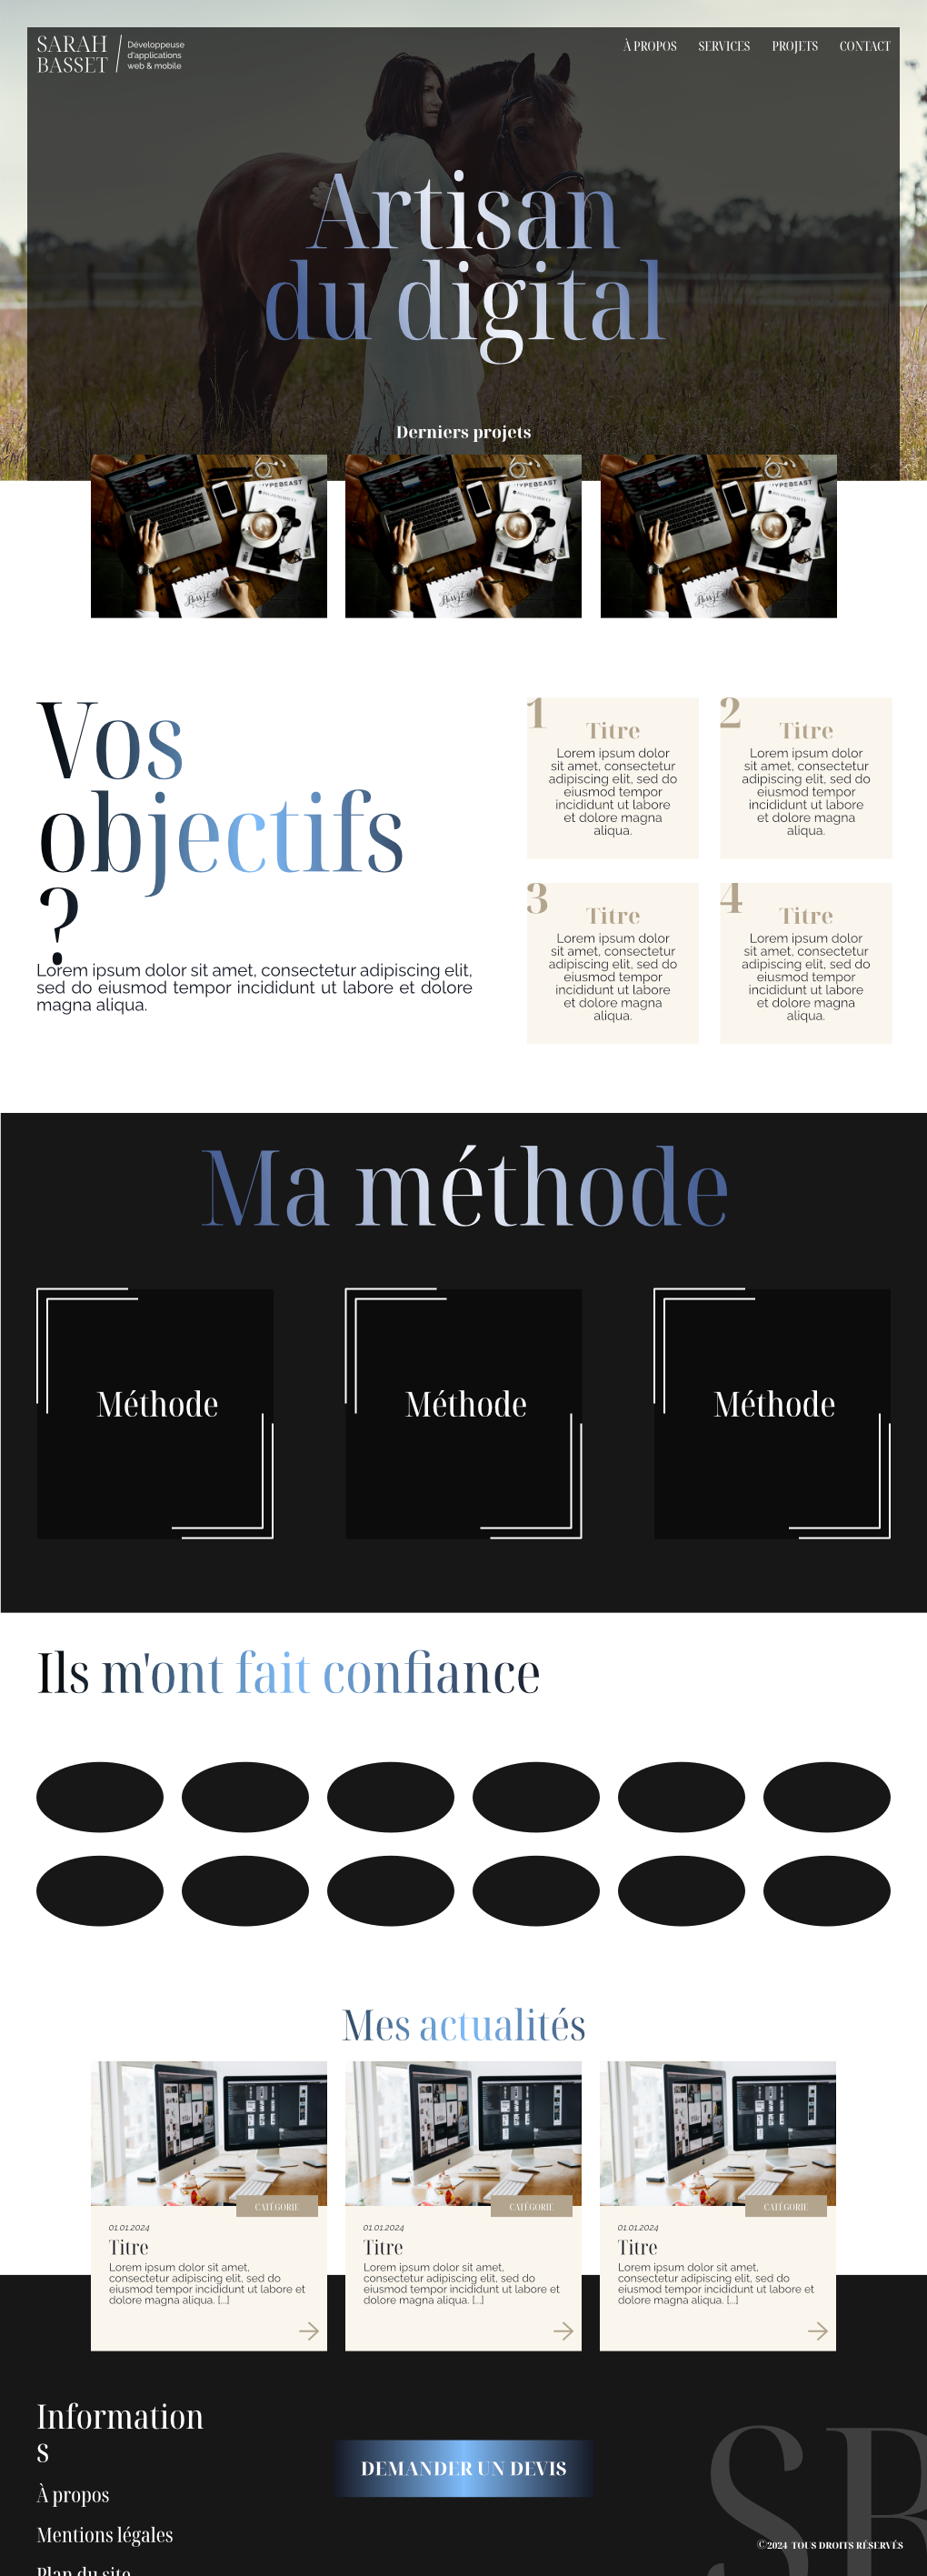 SARAH
BASSET
Développeuse
d'applications
web & mobile
À PROPOS
SERVICES
PROJETS
CONTACT
Artisan
du digital
Derniers projets
HYPEBEAST
HYPEBEAST
HYPEBEAST
Vos
objectifs
?
Lorem ipsum dolor sit amet, consectetur adipiscing elit,
sed do eiusmod tempor incididunt ut labore et dolore
magna aliqua.
1
Titre
Lorem ipsum dolor
sit amet, consectetur
adipiscing elit, sed do
eiusmod tempor
incididunt ut labore
et dolore magna
aliqua.
2
Titre
Lorem ipsum dolor
sit amet, consectetur
adipiscing elit, sed do
eiusmod tempor
incididunt ut labore
et dolore magna
aliqua.
3
Titre
Lorem ipsum dolor
sit amet, consectetur
adipiscing elit, sed do
eiusmod tempor
incididunt ut labore
et dolore magna
aliqua.
4
Titre
Lorem ipsum dolor
sit amet, consectetur
adipiscing elit, sed do
eiusmod tempor
incididunt ut labore
et dolore magna
aliqua.
Ma méthode
Méthode
Méthode
Méthode
Ils m'ont fait confiance
Mes actualités
CATÉGORIE
01.01.2024
Titre
Lorem ipsum dolor sit amet,
consectetur adipiscing elit, sed do
eiusmod tempor incididunt ut labore et
dolore magna aliqua. [...]
CATÉGORIE
01.01.2024
Titre
Lorem ipsum dolor sit amet,
consectetur adipiscing elit, sed do
eiusmod tempor incididunt ut labore et
dolore magna aliqua. [...]
CATÉGORIE
01.01.2024
Titre
Lorem ipsum dolor sit amet,
consectetur adipiscing elit, sed do
eiusmod tempor incididunt ut labore et
dolore magna aliqua. [...]
Information
s
À propos
Mentions légales
Plan du site
DEMANDER UN DEVIS
SB
© 2024 TOUS DROITS RÉSERVÉS